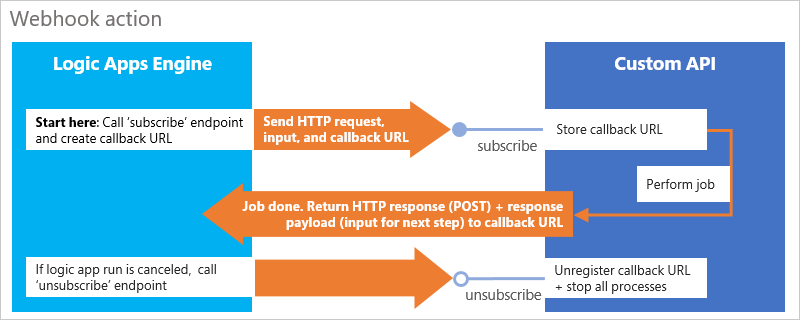 Webhook action
Logic Apps Engine
Custom API
Start here: Call ‘subscribe’ endpoint
and create callback URL
Send HTTP request,
input, and callback URL
subscribe
Store callback URL
Perform job
Job done. Return HTTP response (POST) + response
payload (input for next step) to callback URL
If logic app run is canceled, call
‘unsubscribe’ endpoint
unsubscribe
Unregister callback URL
+ stop all processes